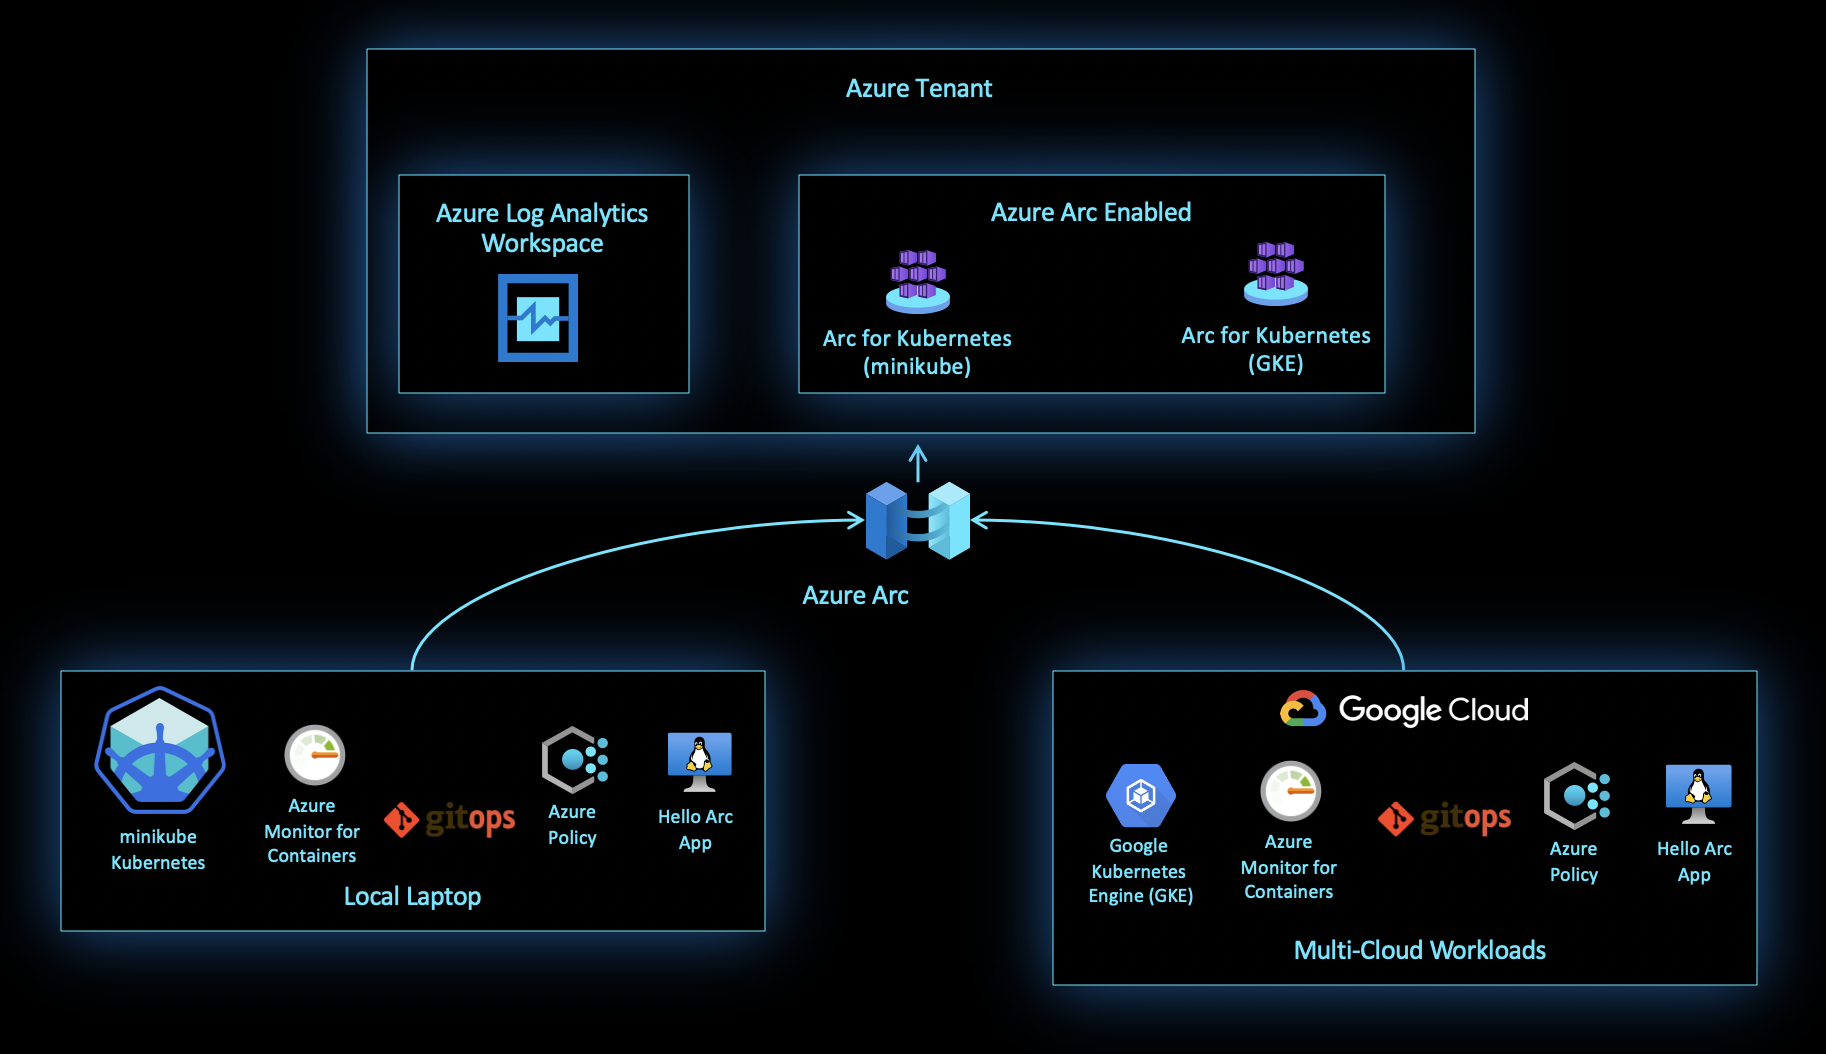 Azure Tenant
Azure Log Analytics
Workspace
Azure Arc Enabled
Arc for Kubernetes
(minikube)
Arc for Kubernetes
(GKE)
Azure Arc
minikube
Kubernetes
Azure
Monitor for
Containers
gitops
Azure
Policy
Hello Arc
App
Local Laptop
Google Cloud
Google
Kubernetes
Engine (GKE)
Azure
Monitor for
Containers
gitops
Azure
Policy
Hello Arc
App
Multi-Cloud Workloads